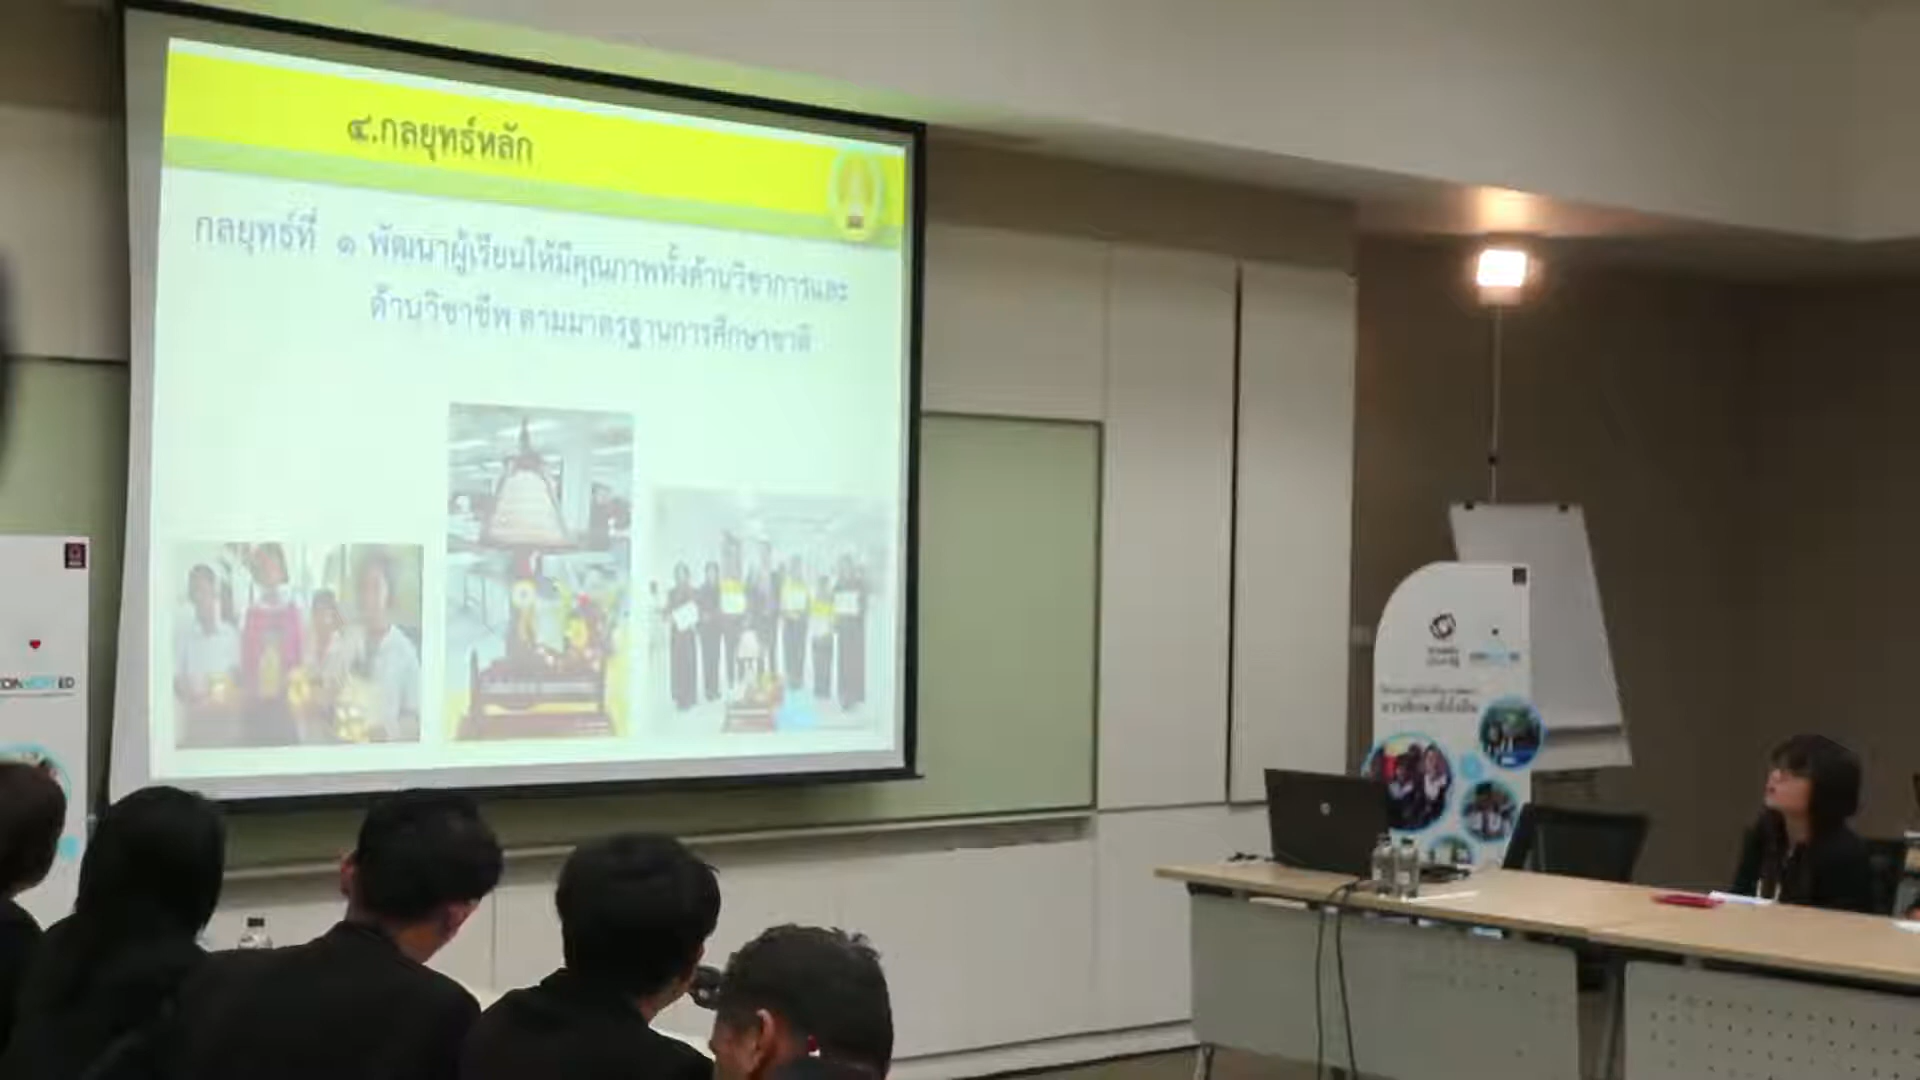 ๔.กลยุทธ์หลัก
กลยุทธ์ที่ ๑ พัฒนาผู้เรียนให้มีคุณภาพทั้งด้านวิชาการและ
ด้านวิชาชีพ ตามมาตรฐานการศึกษาชาติ